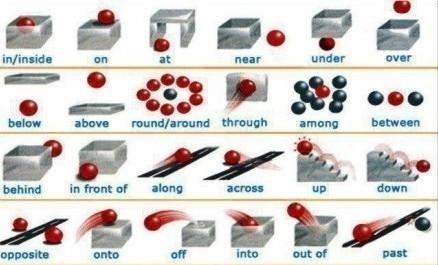 in/inside on at near under over
below above round/around through among between
behind in front of along across up down
opposite onto off into out of past